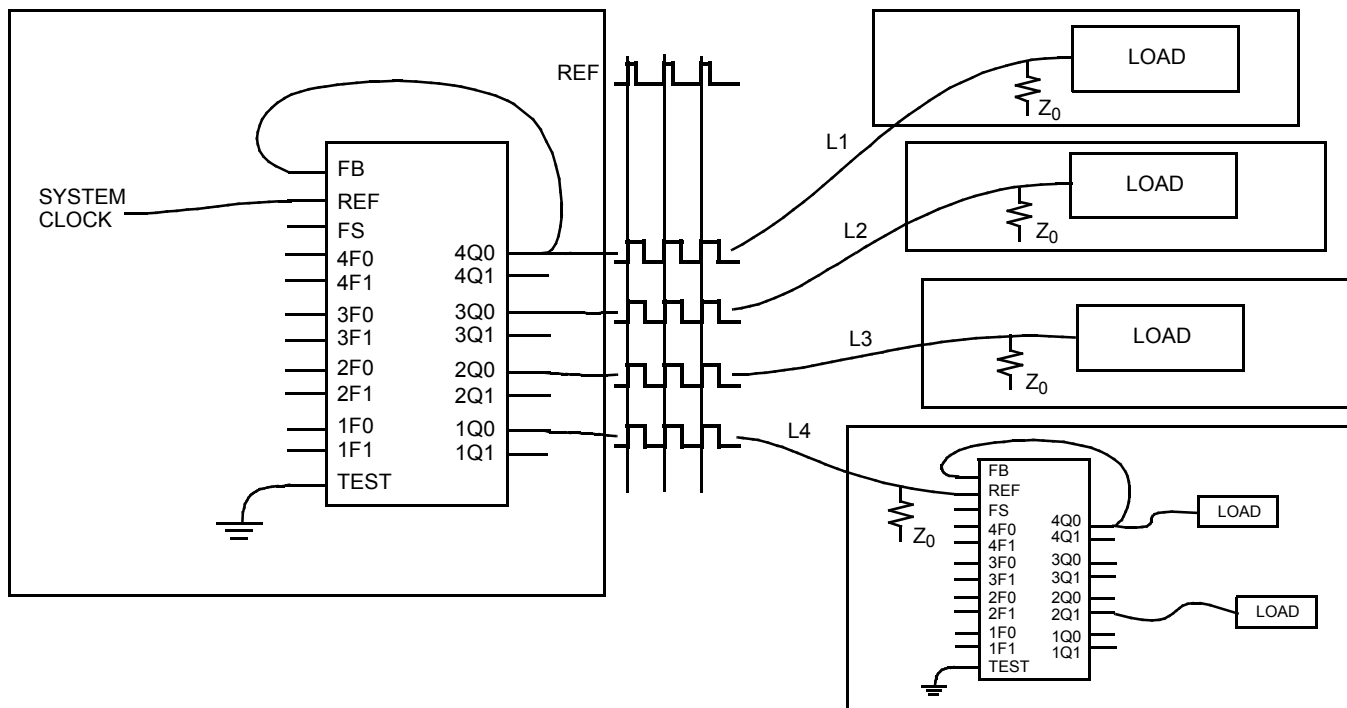 SYSTEM
CLOCK
FB
REF
FS
4F0
4F1
3F0
3F1
2F0
2F1
1F0
1F1
TEST
4Q0
4Q1
3Q0
3Q1
2Q0
2Q1
1Q0
1Q1
REF
L1
L2
L3
L4
LOAD
Z0
LOAD
Z0
LOAD
Z0
Z0
FB
REF
FS
4F0
4F1
3F0
3F1
2F0
2F1
1F0
1F1
TEST
4Q0
4Q1
3Q0
3Q1
2Q0
2Q1
1Q0
1Q1
LOAD
LOAD